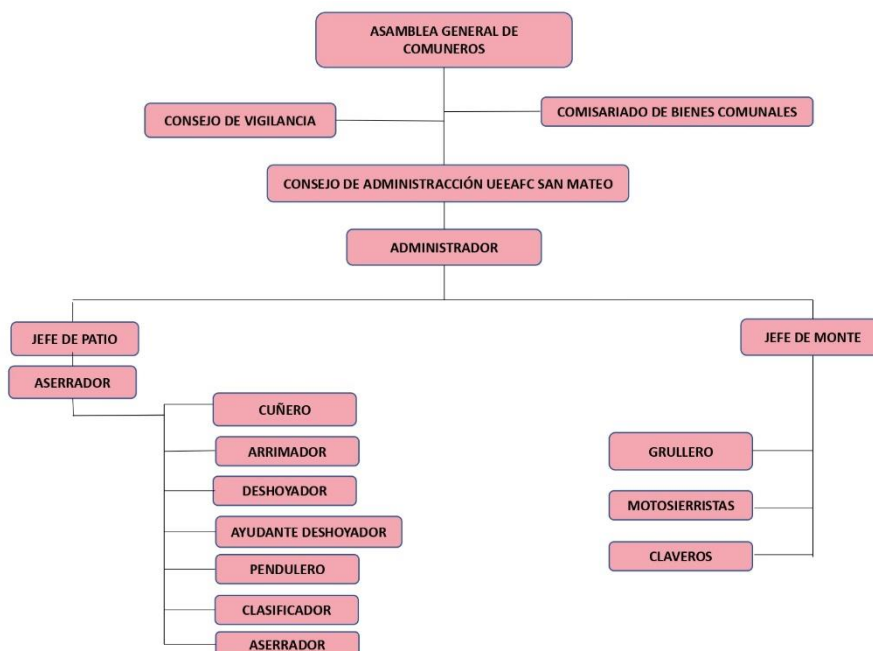 ASAMBLEA GENERAL DE
COMUNEROS
CONSEJO DE VIGILANCIA
COMISARIADO DE BIENES COMUNALES
CONSEJO DE ADMINISTRACCIÓN UEEAFC SAN MATEO
ADMINISTRADOR
JEFE DE PATIO
ASERRADOR
CUÑERO
ARRIMADOR
DESHOYADOR
AYUDANTE DESHOYADOR
PENDULERO
CLASIFICADOR
ASERRADOR
JEFE DE MONTE
GRULLERO
MOTOSIERRISTAS
CLAVEROS